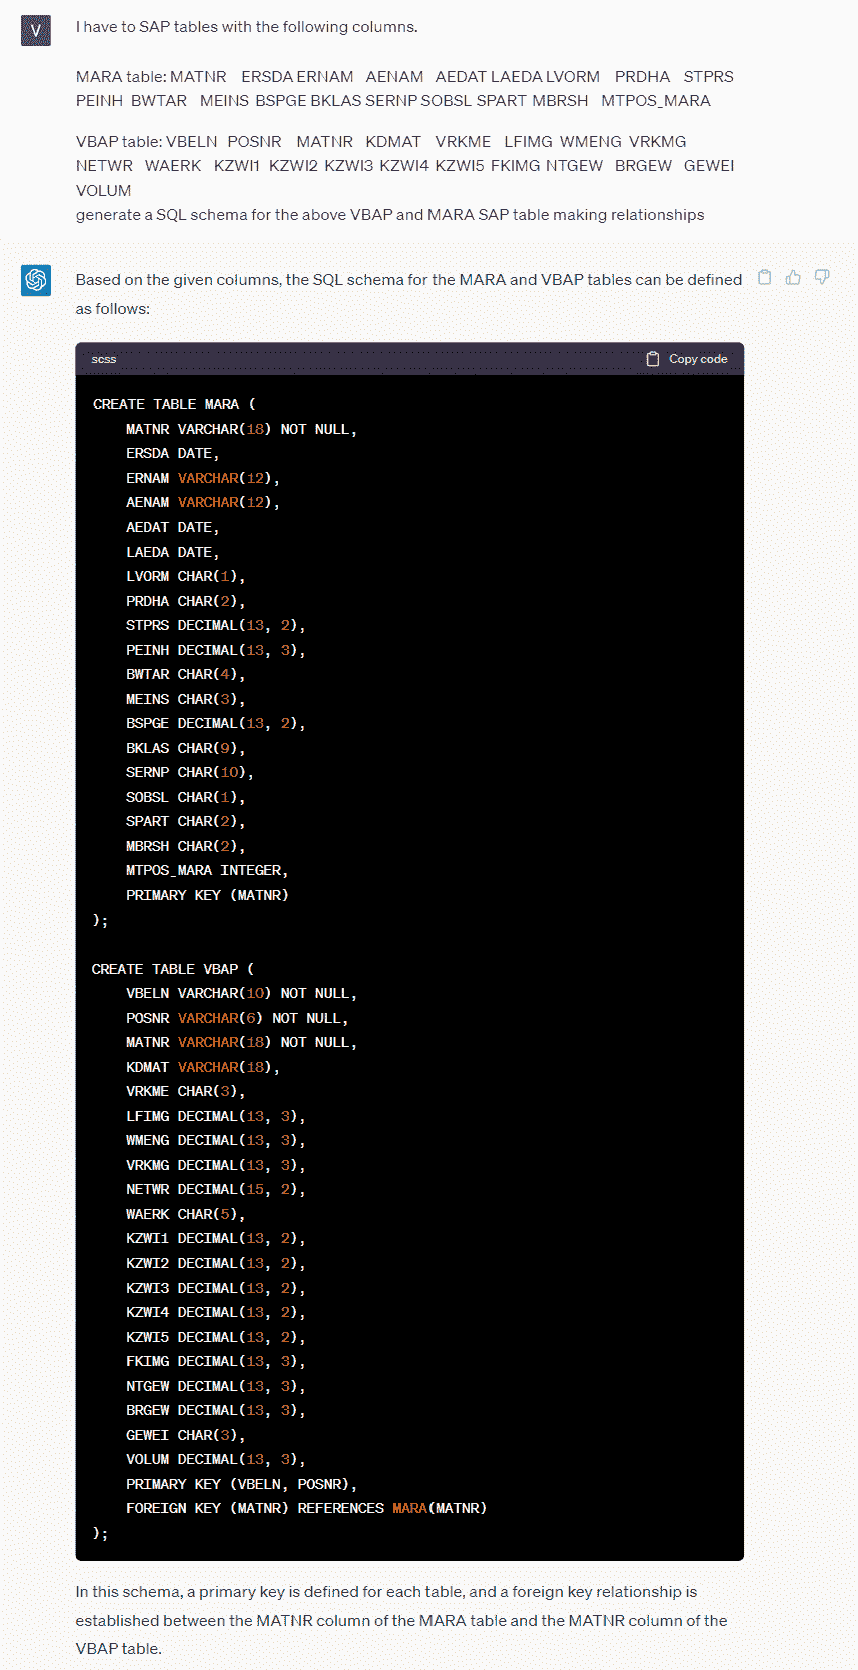 V
I have to SAP tables with the following columns.
MARA table: MATNR ERSDA ERNAM AENAM AEDAT LAEDA LVORM PRDHA STPRS
PEINH BWTAR MEINS BSPGE BKLAS SERNP SOBSL SPART MBRSH MTPOS_MARA
VBAP table: VBELN POSNR MATNR KDMAT VRKME LFIMG WMENG VRKMG
NETWR WAERK KZWI1 KZWI2 KZWI3 KZWI4 KZWI5 FKIMG NTGEW BRGEW GEWEI
VOLUM
generate a SQL schema for the above VBAP and MARA SAP table making relationships
Based on the given columns, the SQL schema for the MARA and VBAP tables can be defined
as follows:
scss Copy code
CREATE TABLE MARA (
MATNR VARCHAR(18) NOT NULL,
ERSDA DATE,
ERNAM VARCHAR(12),
AENAM VARCHAR(12),
AEDAT DATE,
LAEDA DATE,
LVORM CHAR(1),
PRDHA CHAR(2),
STPRS DECIMAL(13, 2),
PEINH DECIMAL(13, 3),
BWTAR CHAR(4),
MEINS CHAR(3),
BSPGE DECIMAL(13, 2),
BKLAS CHAR(9),
SERNP CHAR(10),
SOBSL CHAR(1),
SPART CHAR(2),
MBRSH CHAR(2),
MTPOS_MARA INTEGER,
PRIMARY KEY (MATNR)
);
CREATE TABLE VBAP (
VBELN VARCHAR(10) NOT NULL,
POSNR VARCHAR(6) NOT NULL,
MATNR VARCHAR(18) NOT NULL,
KDMAT VARCHAR(18),
VRKME CHAR(3),
LFIMG DECIMAL(13, 3),
WMENG DECIMAL(13, 3),
VRKMG DECIMAL(13, 3),
NETWR DECIMAL(15, 2),
WAERK CHAR(5),
KZWI1 DECIMAL(13, 2),
KZWI2 DECIMAL(13, 2),
KZWI3 DECIMAL(13, 2),
KZWI4 DECIMAL(13, 2),
KZWI5 DECIMAL(13, 2),
FKIMG DECIMAL(13, 3),
NTGEW DECIMAL(13, 3),
BRGEW DECIMAL(13, 3),
GEWEI CHAR(3),
VOLUM DECIMAL(13, 3),
PRIMARY KEY (VBELN, POSNR),
FOREIGN KEY (MATNR) REFERENCES MARA(MATNR)
);
In this schema, a primary key is defined for each table, and a foreign key relationship is
established between the MATNR column of the MARA table and the MATNR column of the
VBAP table.